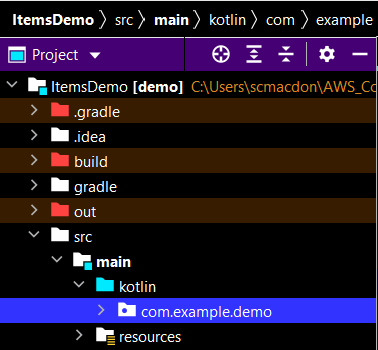 ItemsDemo > src > main > kotlin > com > example
Project
ItemsDemo [demo] C:\Users\scmacdon\AWS_Co
.gradle
.idea
build
gradle
out
src
main
kotlin
com.example.demo
resources